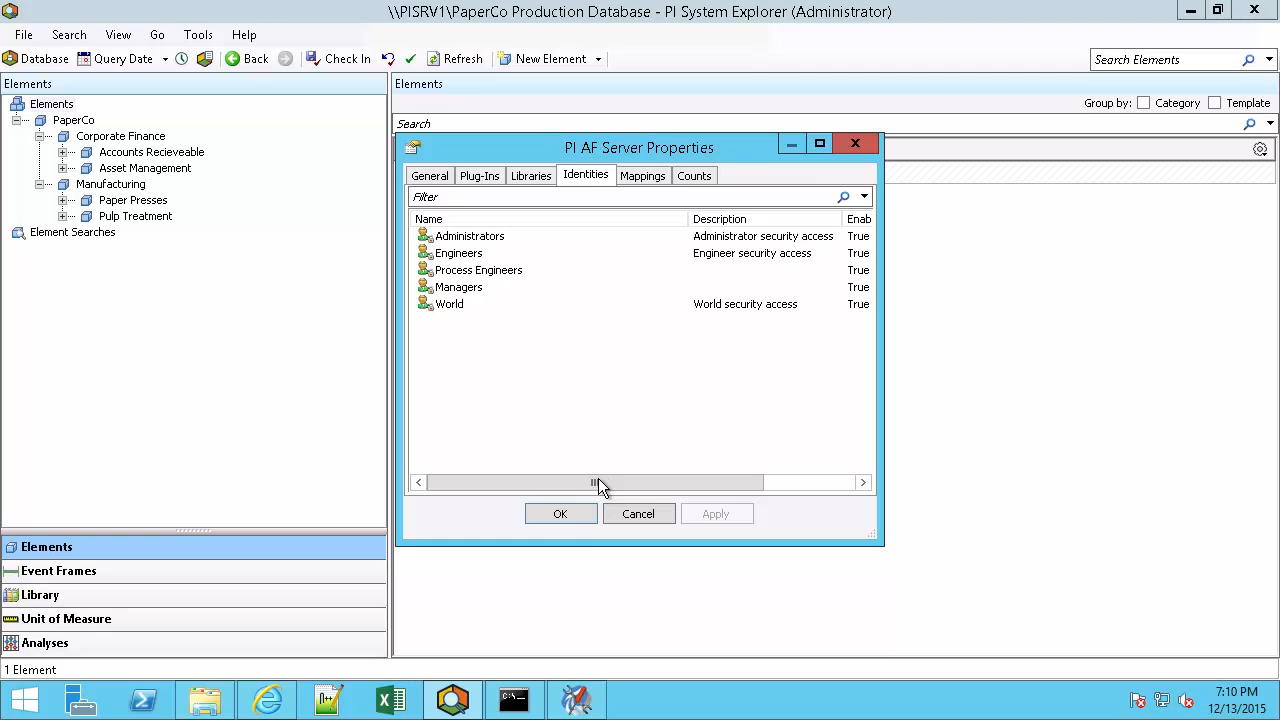 \\PISRV1\PaperCo Production Database - PI System Explorer (Administrator)
File Search View Go Tools Help
Database Query Date Back Check In Refresh New Element Search Elements
Elements
Elements
PaperCo
Corporate Finance
Accounts Recieveable
Asset Management
Manufacturing
Paper Presses
Pulp Treatment
Element Searches
Elements
Group by: Category Template
Search
PI AF Server Properties
General Plug-Ins Libraries Identities Mappings Counts
Filter
Name Description Enab
Administrators Administrator security access True
Engineers Engineer security access True
Process Engineers True
Managers True
World World security access True
OK Cancel Apply
Elements
Event Frames
Library
Unit of Measure
Analyses
1 Element
7:10 PM
12/13/2015